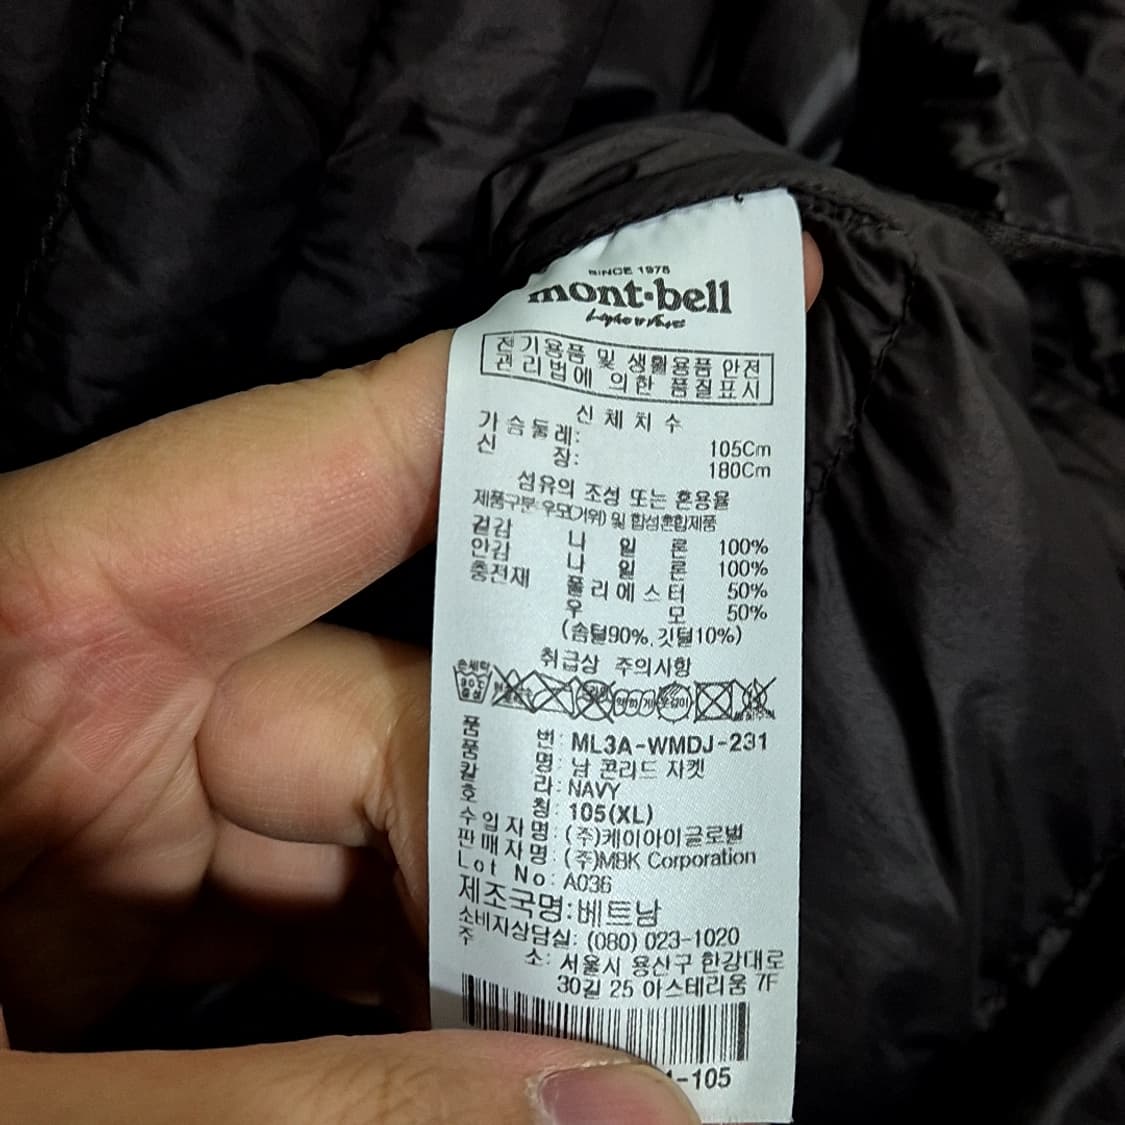 SINCE 1975
mont·bell
전기용품 및 생활용품 안전
관리법에 의한 품질표시
신체치수
가슴둘레: 105Cm
신장: 180Cm
섬유의 조성 또는 혼용율
제품구분:우모(거위) 및 합성혼합제품
겉감 나일론 100%
안감 나일론 100%
충전재 폴리에스터 50%
우모 50%
(솜털90%, 깃털10%)
취급상 주의사항
손세탁
30℃
중성
품번: ML3A-WMDJ-231
품명: 남 콘리드 자켓
칼라: NAVY
호칭: 105(XL)
수입자명: (주)케이아이글로벌
판매자명: (주)MBK Corporation
Lot No: A036
제조국명:베트남
소비자상담실: (080) 023-1020
주소: 서울시 용산구 한강대로
30길 25 아스테리움 7F
-105